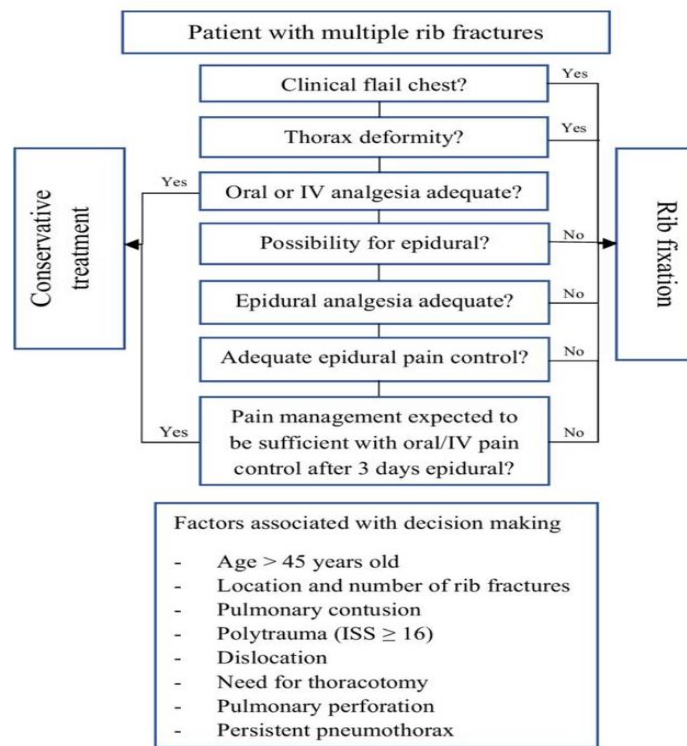 Patient with multiple rib fractures
Clinical flail chest?
Yes
Thorax deformity?
Yes
Conservative
treatment
Yes
Oral or IV analgesia adequate?
Rib fixation
Possibility for epidural?
No
Epidural analgesia adequate?
No
Adequate epidural pain control?
No
Yes
Pain management expected to
be sufficient with oral/IV pain
control after 3 days epidural?
No
Factors associated with decision making
- Age > 45 years old
- Location and number of rib fractures
- Pulmonary contusion
- Polytrauma (ISS ≥ 16)
- Dislocation
- Need for thoracotomy
- Pulmonary perforation
- Persistent pneumothorax